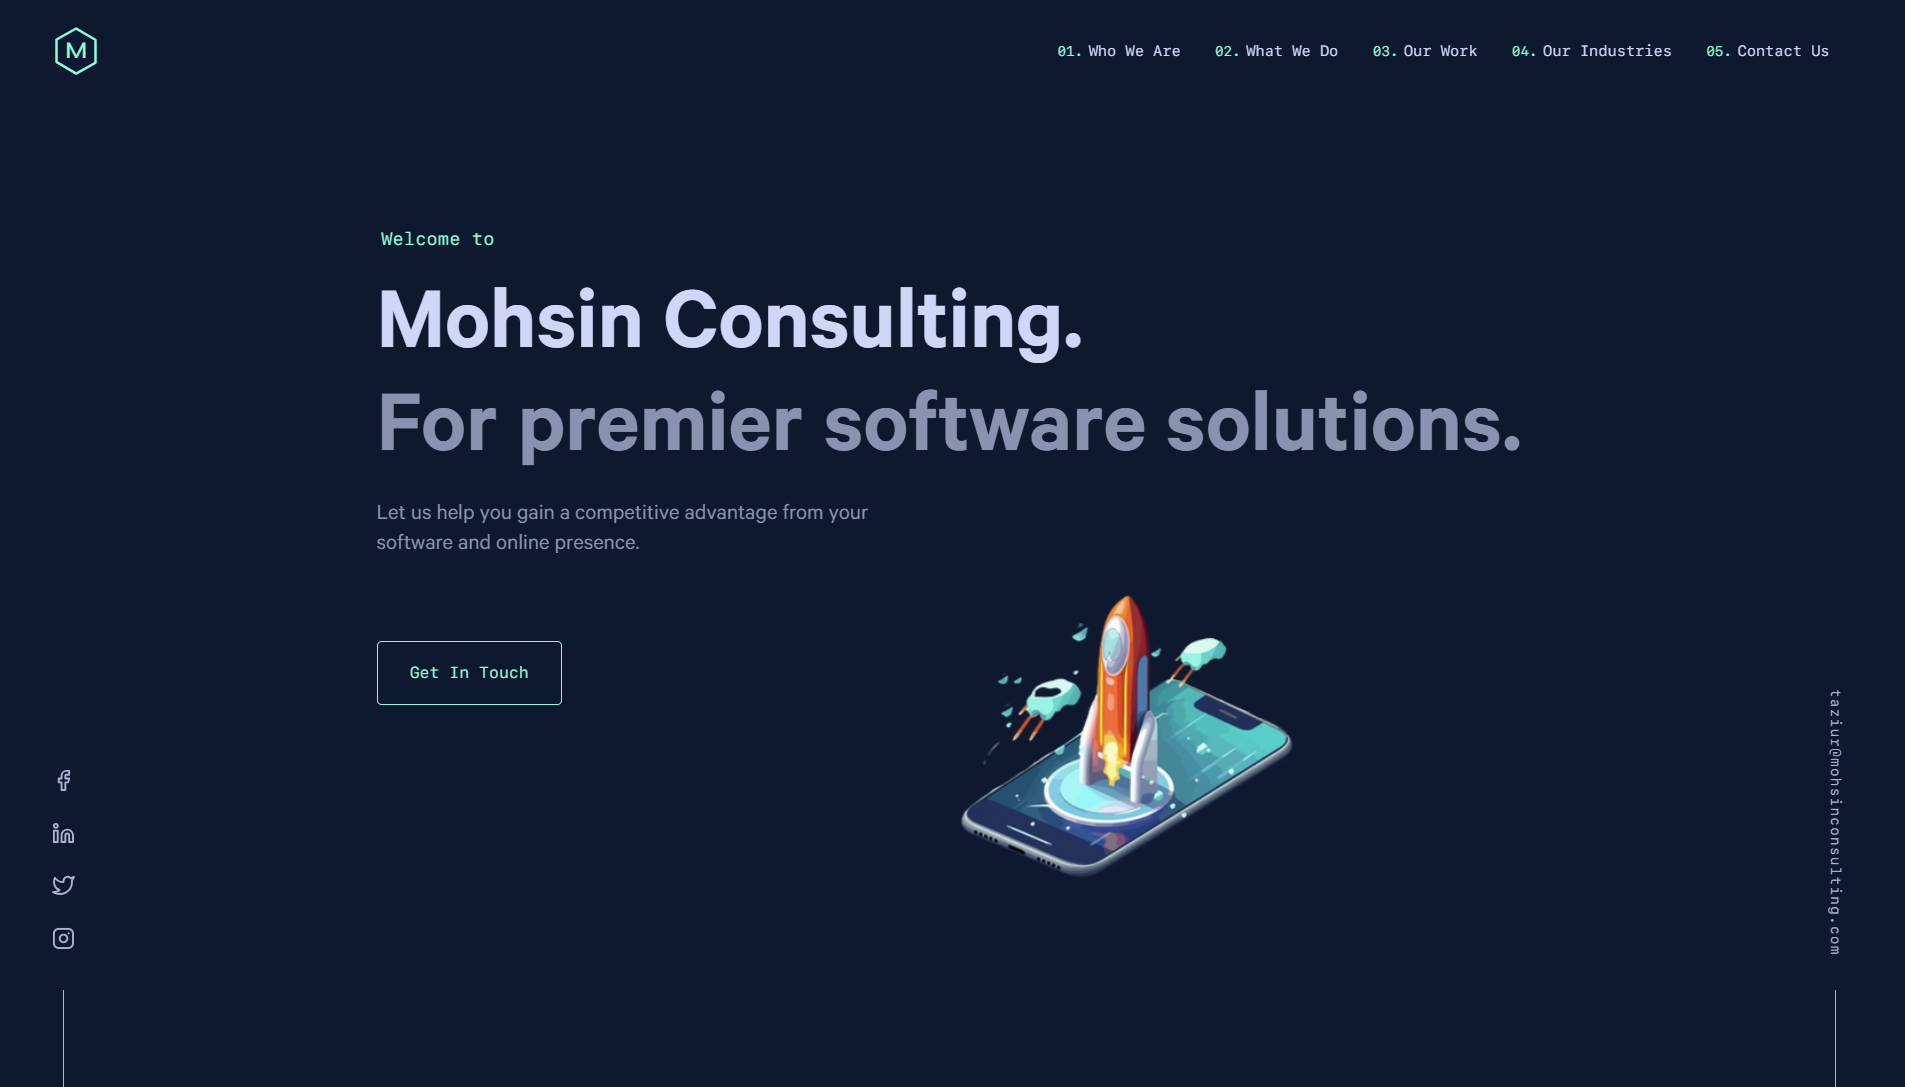 M
01. Who We Are
02. What We Do
03. Our Work
04. Our Industries
05. Contact Us
Welcome to
Mohsin Consulting.
For premier software solutions.
Let us help you gain a competitive advantage from your
software and online presence.
Get In Touch
taziur@mohsinconsulting.com